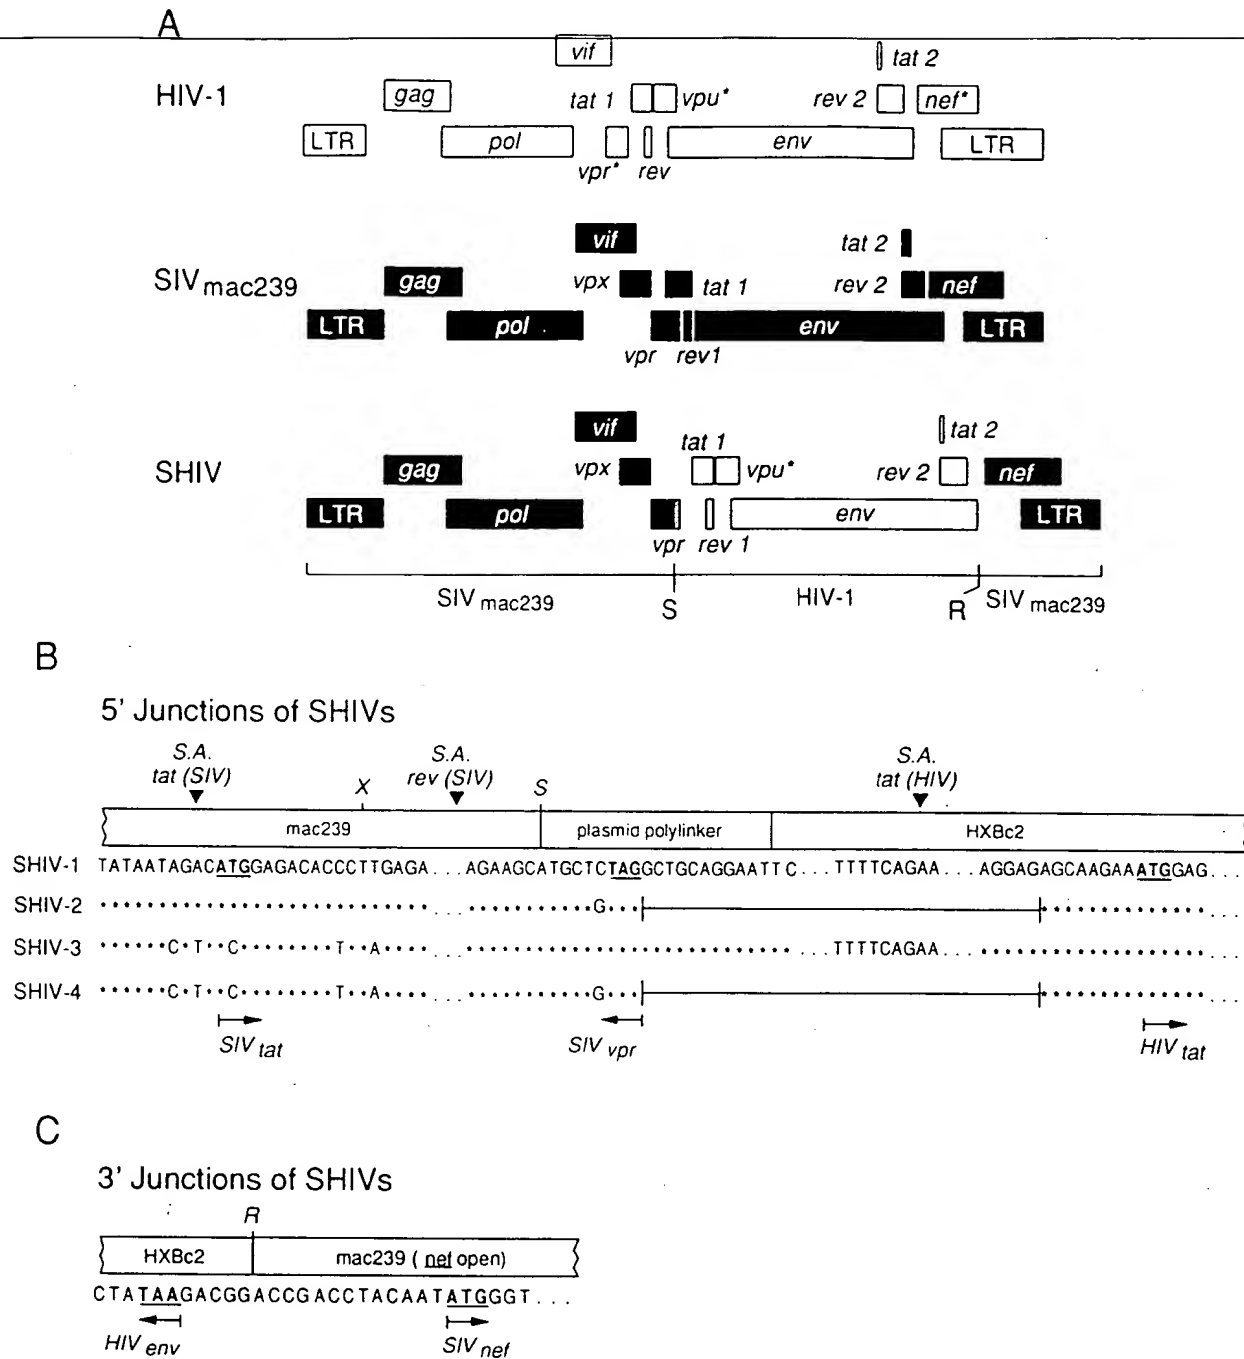 A
vif
tat 2
HIV-1 gag tat 1 vpu* rev 2 nef*
LTR pol env LTR
vpr* rev
vif tat 2
SIVmac239 gag vpx tat 1 rev 2 nef
LTR pol env LTR
vpr rev1
vif tat 1 tat 2
SHIV gag vpx vpu* rev 2 nef
LTR pol env LTR
vpr rev 1
SIVmac239 S HIV-1 R SIVmac239
B
5' Junctions of SHIVs
S.A. S.A. S.A.
tat (SIV) X rev (SIV) S tat (HIV)
mac239 plasmid polylinker HXBc2
SHIV-1 TATAATAGACATGGAGACACCCTTGAGA...AGAAGCATGCTCTAGGCTGCAGGAATTC...TTTTCAGAA...AGGAGAGCAAGAAATGGAG...
SHIV-2 ... G ...
SHIV-3 C T C T A ... TTTTCAGAA...
SHIV-4 C T C T A ... G ...
SIVtat SIVvpr HIVtat
C
3' Junctions of SHIVs
R
HXBc2 mac239 ( nef open)
CTATAAGACGGACCGACCTACAATATGGGT...
HIVenv SIVnef